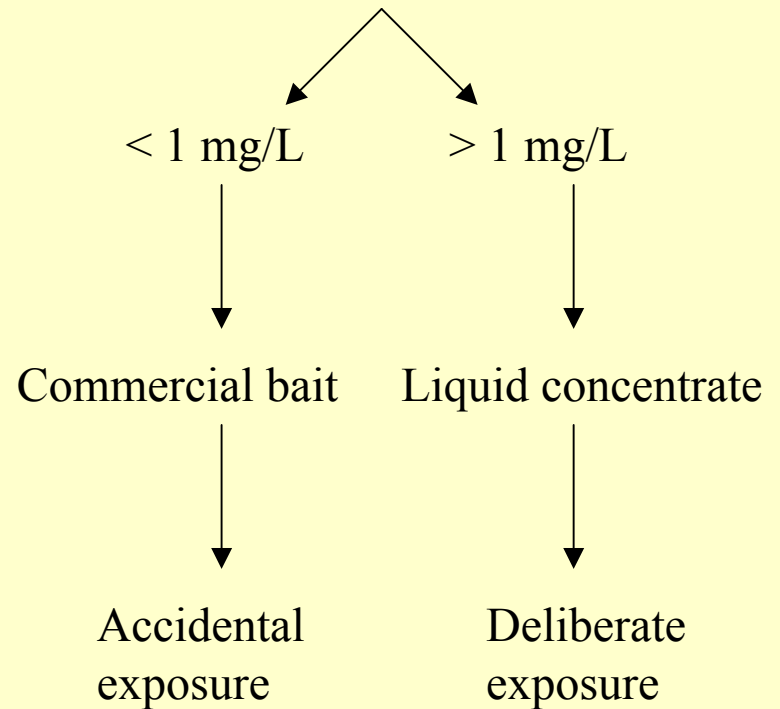 < 1 mg/L > 1 mg/L
Commercial bait Liquid concentrate
Accidental Deliberate
exposure exposure